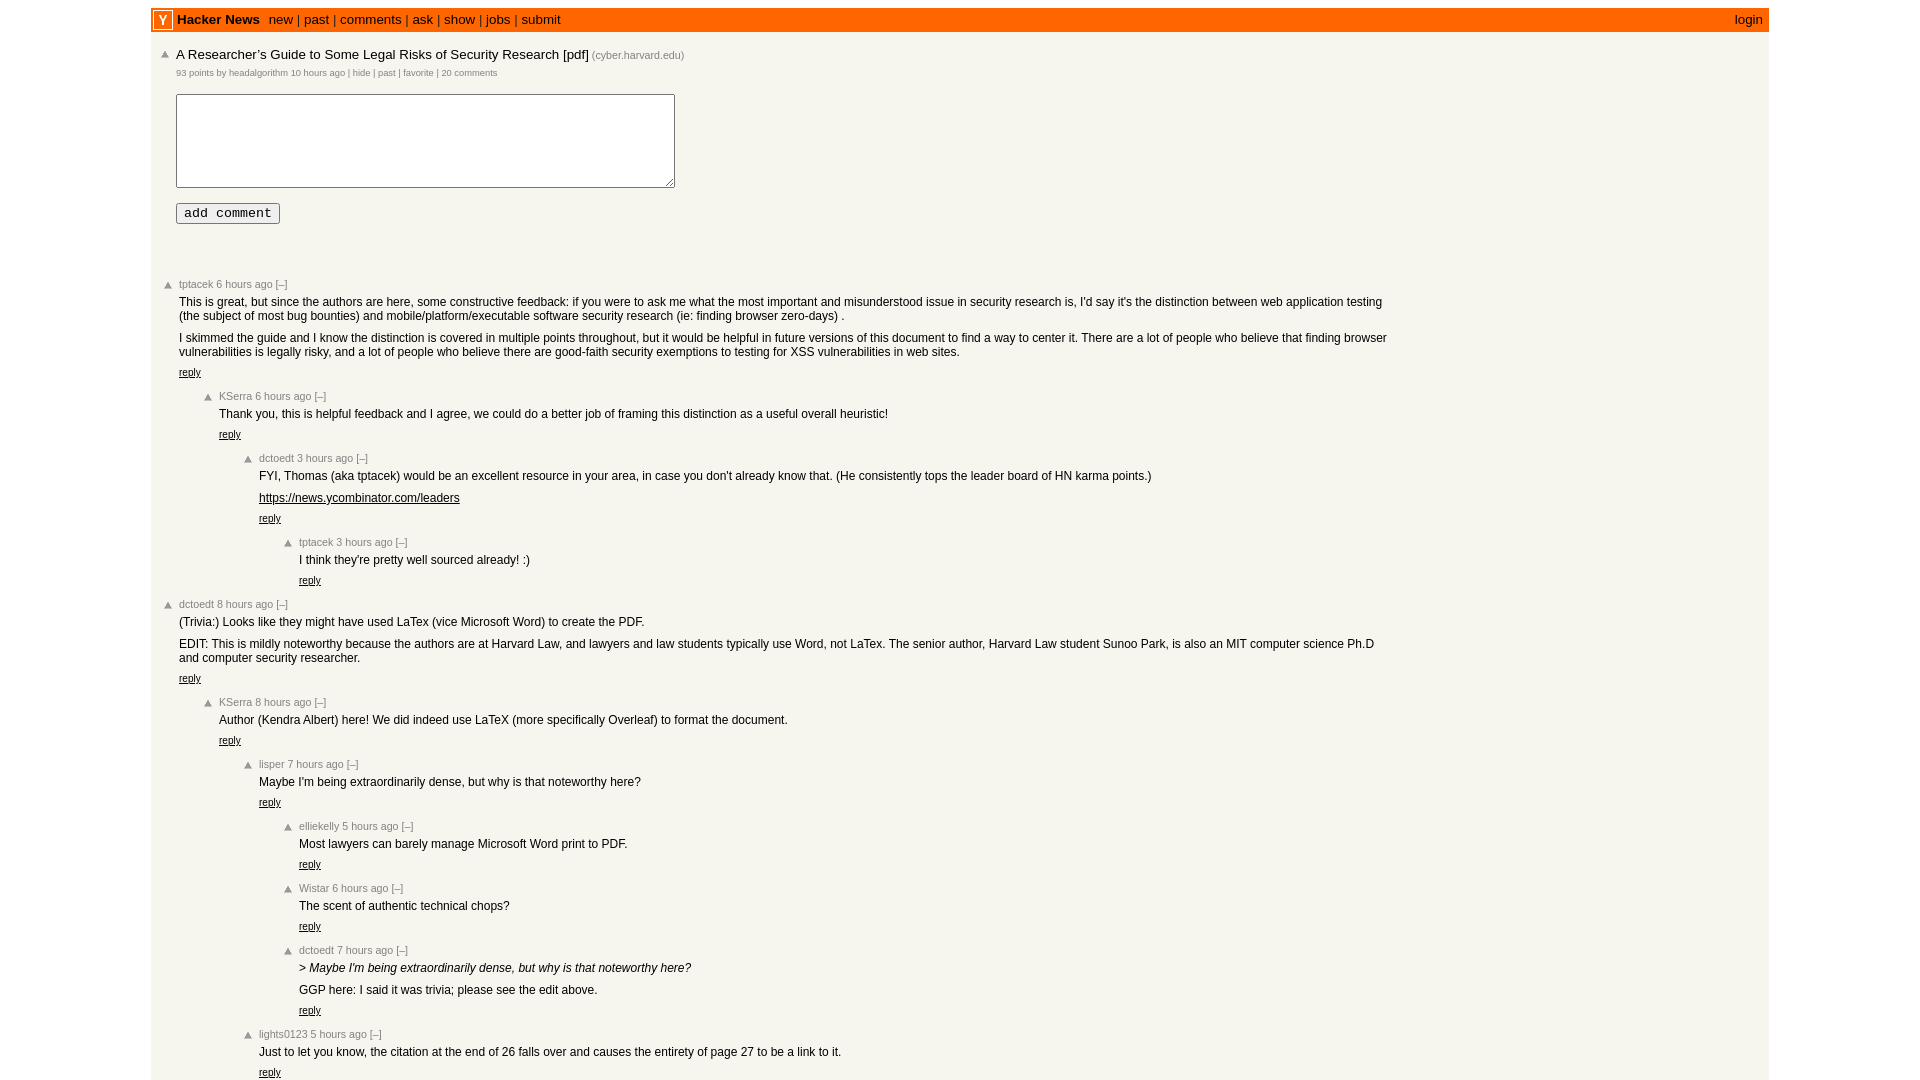 Y Hacker News new | past | comments | ask | show | jobs | submit login
A Researcher’s Guide to Some Legal Risks of Security Research [pdf] (cyber.harvard.edu)
93 points by headalgorithm 10 hours ago | hide | past | favorite | 20 comments
add comment
tptacek 6 hours ago [–]
This is great, but since the authors are here, some constructive feedback: if you were to ask me what the most important and misunderstood issue in security research is, I'd say it's the distinction between web application testing
(the subject of most bug bounties) and mobile/platform/executable software security research (ie: finding browser zero-days) .
I skimmed the guide and I know the distinction is covered in multiple points throughout, but it would be helpful in future versions of this document to find a way to center it. There are a lot of people who believe that finding browser
vulnerabilities is legally risky, and a lot of people who believe there are good-faith security exemptions to testing for XSS vulnerabilities in web sites.
reply
KSerra 6 hours ago [–]
Thank you, this is helpful feedback and I agree, we could do a better job of framing this distinction as a useful overall heuristic!
reply
dctoedt 3 hours ago [–]
FYI, Thomas (aka tptacek) would be an excellent resource in your area, in case you don't already know that. (He consistently tops the leader board of HN karma points.)
https://news.ycombinator.com/leaders
reply
tptacek 3 hours ago [–]
I think they're pretty well sourced already! :)
reply
dctoedt 8 hours ago [–]
(Trivia:) Looks like they might have used LaTex (vice Microsoft Word) to create the PDF.
EDIT: This is mildly noteworthy because the authors are at Harvard Law, and lawyers and law students typically use Word, not LaTex. The senior author, Harvard Law student Sunoo Park, is also an MIT computer science Ph.D
and computer security researcher.
reply
KSerra 8 hours ago [–]
Author (Kendra Albert) here! We did indeed use LaTeX (more specifically Overleaf) to format the document.
reply
lisper 7 hours ago [–]
Maybe I'm being extraordinarily dense, but why is that noteworthy here?
reply
elliekelly 5 hours ago [–]
Most lawyers can barely manage Microsoft Word print to PDF.
reply
Wistar 6 hours ago [–]
The scent of authentic technical chops?
reply
dctoedt 7 hours ago [–]
> Maybe I'm being extraordinarily dense, but why is that noteworthy here?
GGP here: I said it was trivia; please see the edit above.
reply
lights0123 5 hours ago [–]
Just to let you know, the citation at the end of 26 falls over and causes the entirety of page 27 to be a link to it.
reply